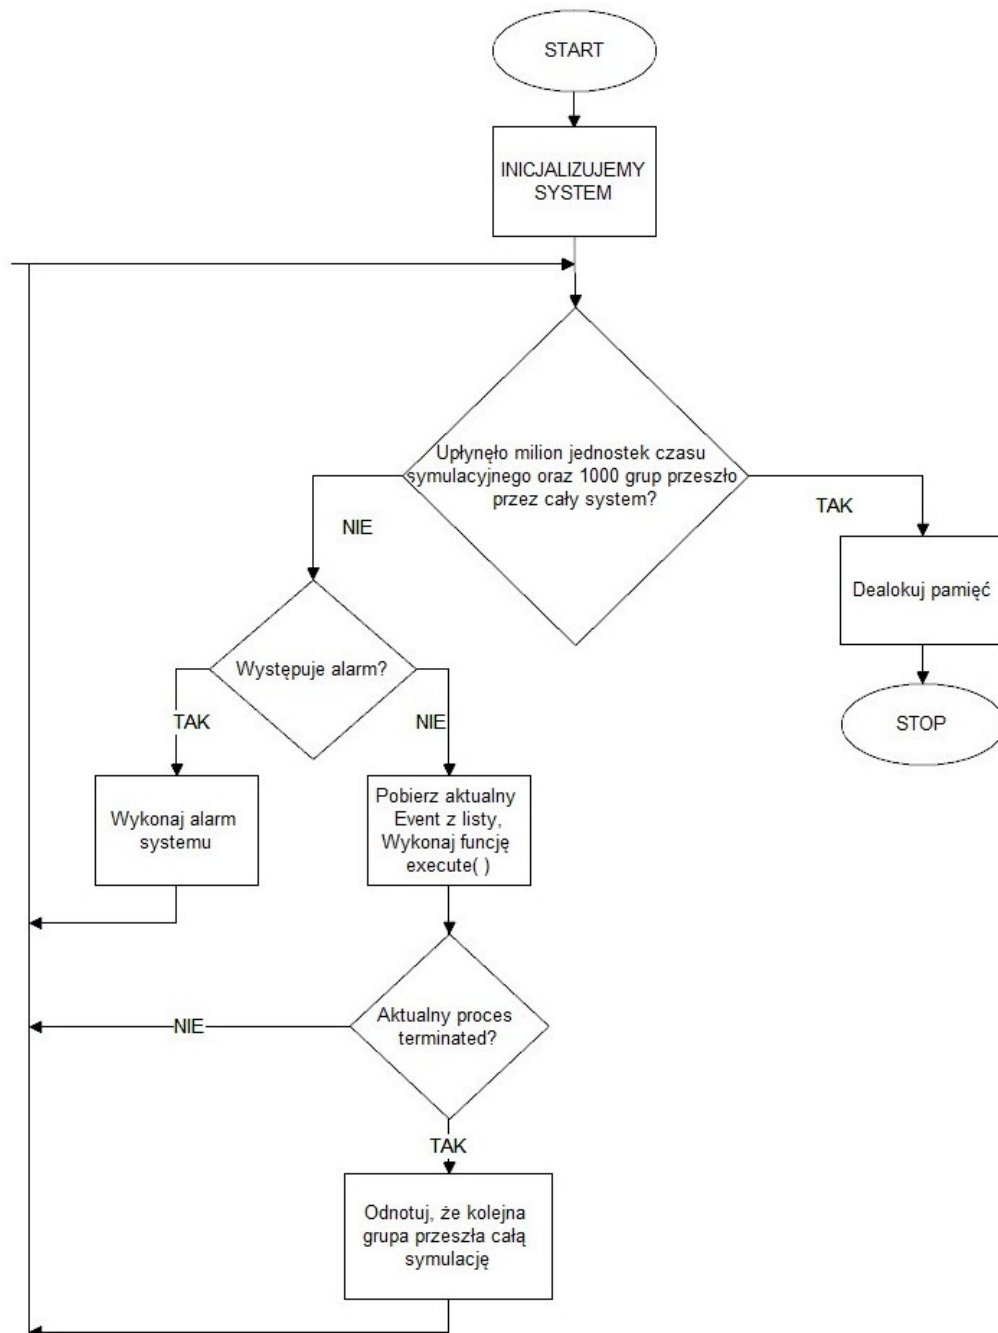 START
INICJALIZUJEMY
SYSTEM
Upłynęło milion jednostek czasu
symulacyjnego oraz 1000 grup przeszło
przez cały system?
NIE
TAK
Dealokuj pamięć
Występuje alarm?
TAK
NIE
STOP
Wykonaj alarm
systemu
Pobierz aktualny
Event z listy,
Wykonaj funcję
execute( )
Aktualny proces
terminated?
NIE
TAK
Odnotuj, że kolejna
grupa przeszła całą
symulację